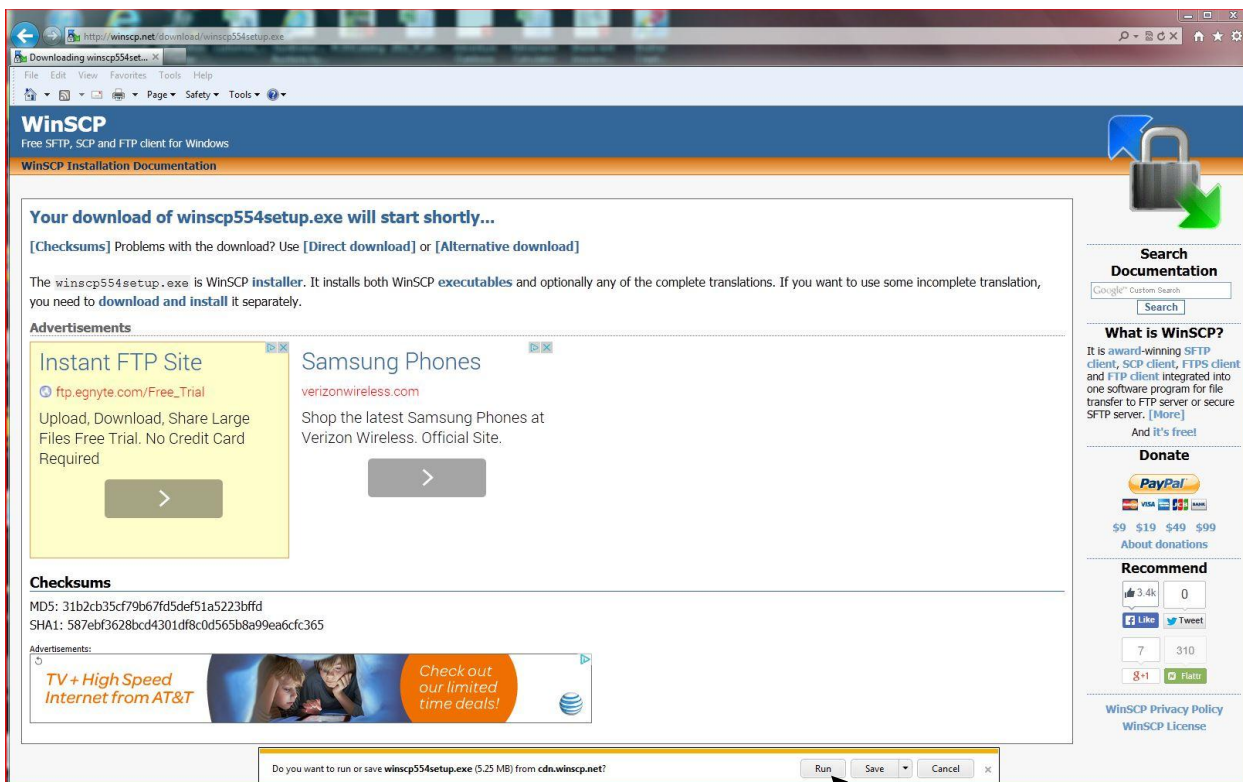 http://winscp.net/download/winscp554setup.exe
Downloading winscp554set...
File Edit View Favorites Tools Help
Page Safety Tools
WinSCP
Free SFTP, SCP and FTP client for Windows
WinSCP Installation Documentation
Your download of winscp554setup.exe will start shortly...
[Checksums] Problems with the download? Use [Direct download] or [Alternative download]
The winscp554setup.exe is WinSCP installer. It installs both WinSCP executables and optionally any of the complete translations. If you want to use some incomplete translation,
you need to download and install it separately.
Advertisements
Instant FTP Site
ftp.egnyte.com/Free_Trial
Upload, Download, Share Large
Files Free Trial. No Credit Card
Required
Samsung Phones
verizonwireless.com
Shop the latest Samsung Phones at
Verizon Wireless. Official Site.
Checksums
MD5: 31b2cb35cf79b67fd5def51a5223bffd
SHA1: 587ebf3628bcd4301df8c0d565b8a99ea6cfc365
Advertisements:
TV + High Speed
Internet from AT&T
Check out
our limited
time deals!
Search
Documentation
Google™ Custom Search
Search
What is WinSCP?
It is award-winning SFTP
client, SCP client, FTPS client
and FTP client integrated into
one software program for file
transfer to FTP server or secure
SFTP server. [More]
And it's free!
Donate
PayPal
VISA
$9 $19 $49 $99
About donations
Recommend
3.4k 0
Like Tweet
7 310
g+1 Flattr
WinSCP Privacy Policy
WinSCP License
Do you want to run or save winscp554setup.exe (5.25 MB) from cdn.winscp.net?
Run Save Cancel